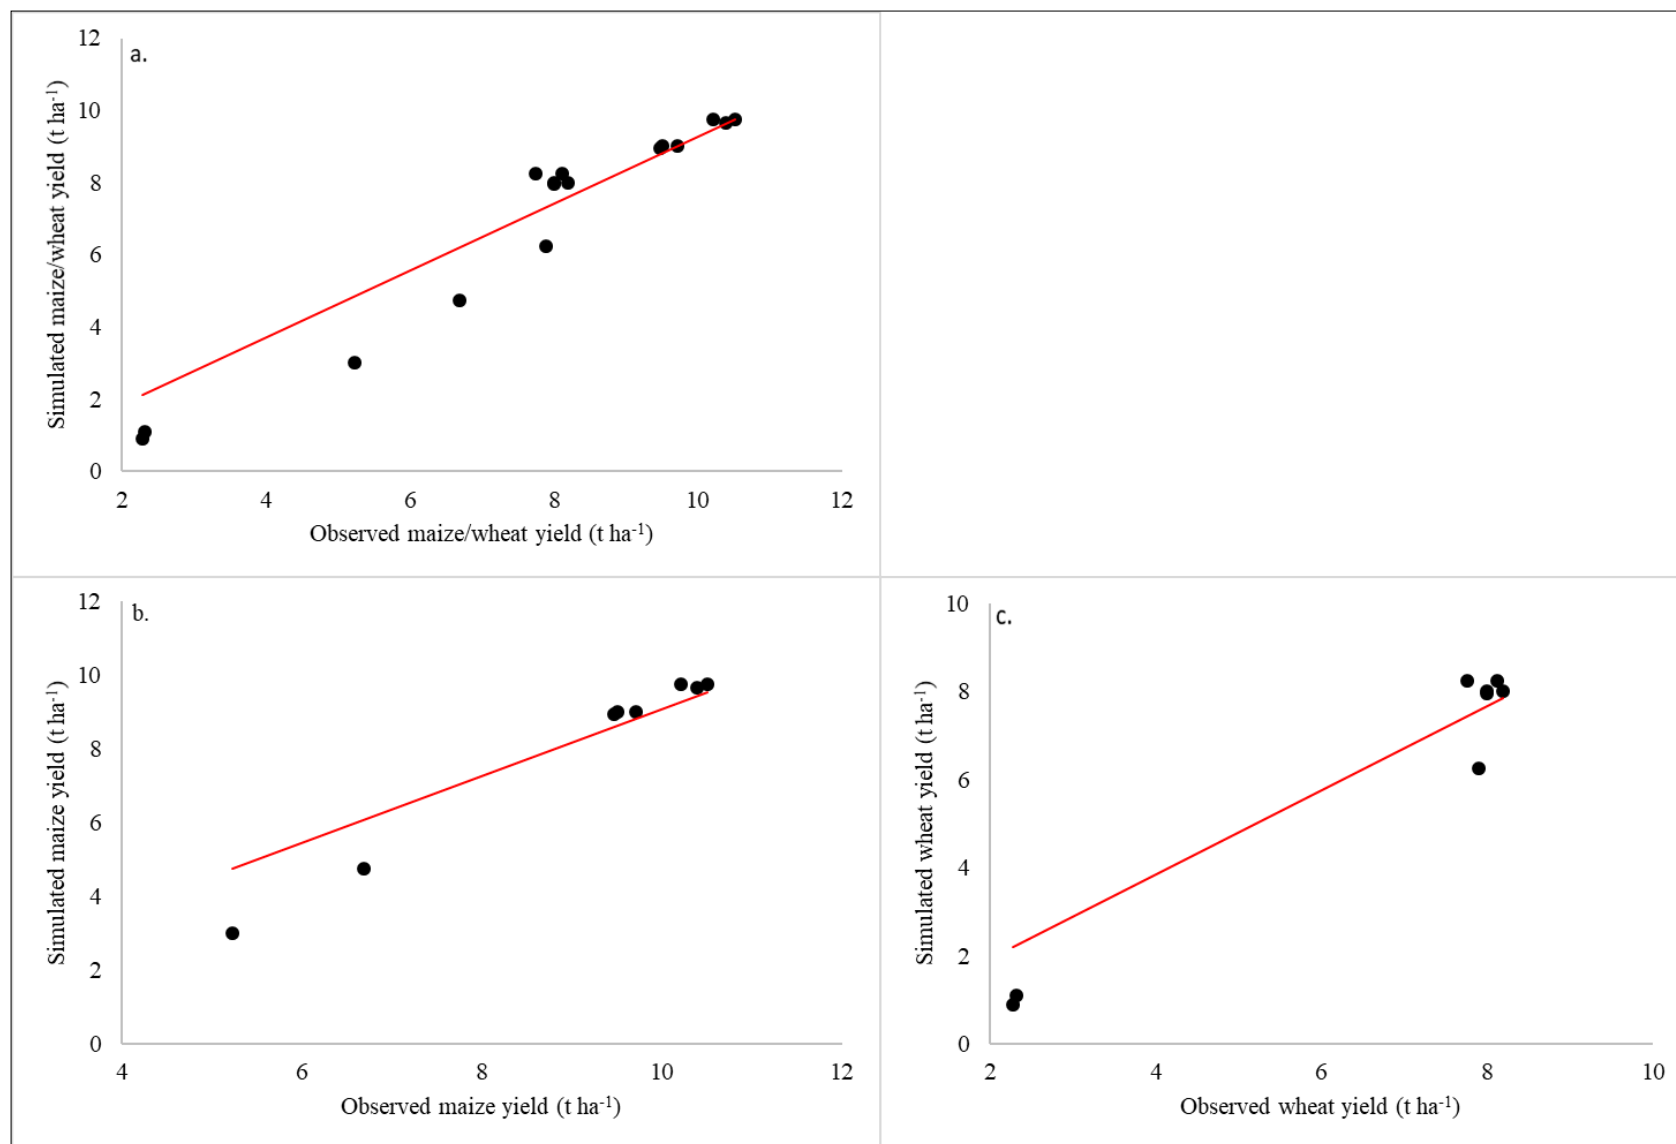 a.
Simulated maize/wheat yield (t ha⁻¹)
12
10
8
6
4
2
0
2 4 6 8 10 12
Observed maize/wheat yield (t ha⁻¹)
b.
Simulated maize yield (t ha⁻¹)
12
10
8
6
4
2
0
4 6 8 10 12
Observed maize yield (t ha⁻¹)
c.
Simulated wheat yield (t ha⁻¹)
10
8
6
4
2
0
2 4 6 8 10
Observed wheat yield (t ha⁻¹)